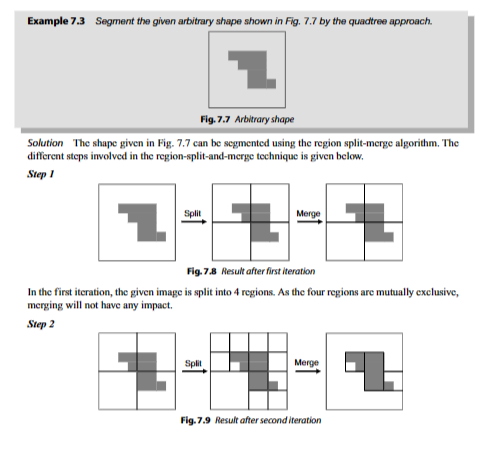 Example 7.3 Segment the given arbitrary shape shown in Fig. 7.7 by the quadtree approach.
Fig. 7.7 Arbitrary shape
Solution The shape given in Fig. 7.7 can be segmented using the region split-merge algorithm. The
different steps involved in the region-split-and-merge technique is given below.
Step 1
Split
Merge
Fig. 7.8 Result after first iteration
In the first iteration, the given image is split into 4 regions. As the four regions are mutually exclusive,
merging will not have any impact.
Step 2
Split
Merge
Fig. 7.9 Result after second iteration